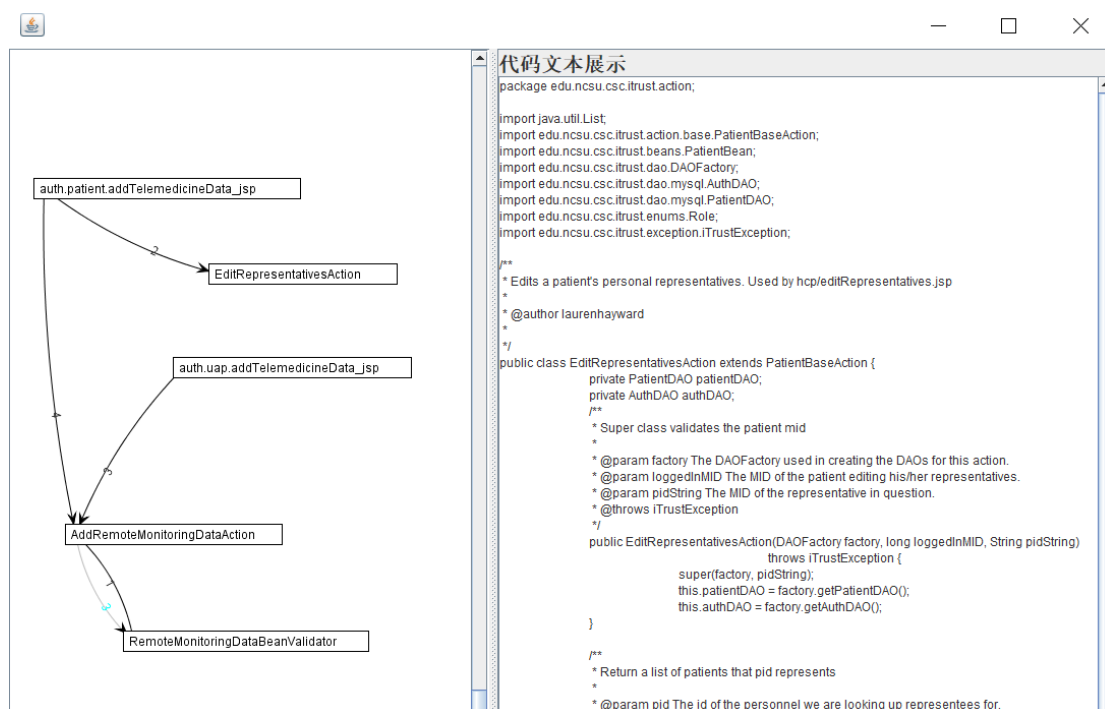 auth.patient.addTelemedicineData_jsp
2
EditRepresentativesAction
auth.uap.addTelemedicineData_jsp
4
3
AddRemoteMonitoringDataAction
1
RemoteMonitoringDataBeanValidator
代码文本展示
package edu.ncsu.csc.itrust.action;
import java.util.List;
import edu.ncsu.csc.itrust.action.base.PatientBaseAction;
import edu.ncsu.csc.itrust.beans.PatientBean;
import edu.ncsu.csc.itrust.dao.DAOFactory;
import edu.ncsu.csc.itrust.dao.mysql.AuthDAO;
import edu.ncsu.csc.itrust.dao.mysql.PatientDAO;
import edu.ncsu.csc.itrust.enums.Role;
import edu.ncsu.csc.itrust.exception.iTrustException;
/**
* Edits a patient's personal representatives. Used by hcp/editRepresentatives.jsp
*
* @author laurenhayward
*
*/
public class EditRepresentativesAction extends PatientBaseAction {
private PatientDAO patientDAO;
private AuthDAO authDAO;
/**
* Super class validates the patient mid
*
* @param factory The DAOFactory used in creating the DAOs for this action.
* @param loggedInMID The MID of the patient editing his/her representatives.
* @param pidString The MID of the representative in question.
* @throws iTrustException
*/
public EditRepresentativesAction(DAOFactory factory, long loggedInMID, String pidString)
throws iTrustException {
super(factory, pidString);
this.patientDAO = factory.getPatientDAO();
this.authDAO = factory.getAuthDAO();
}
/**
* Return a list of patients that pid represents
*
* @param pid The id of the personnel we are looking up representees for.